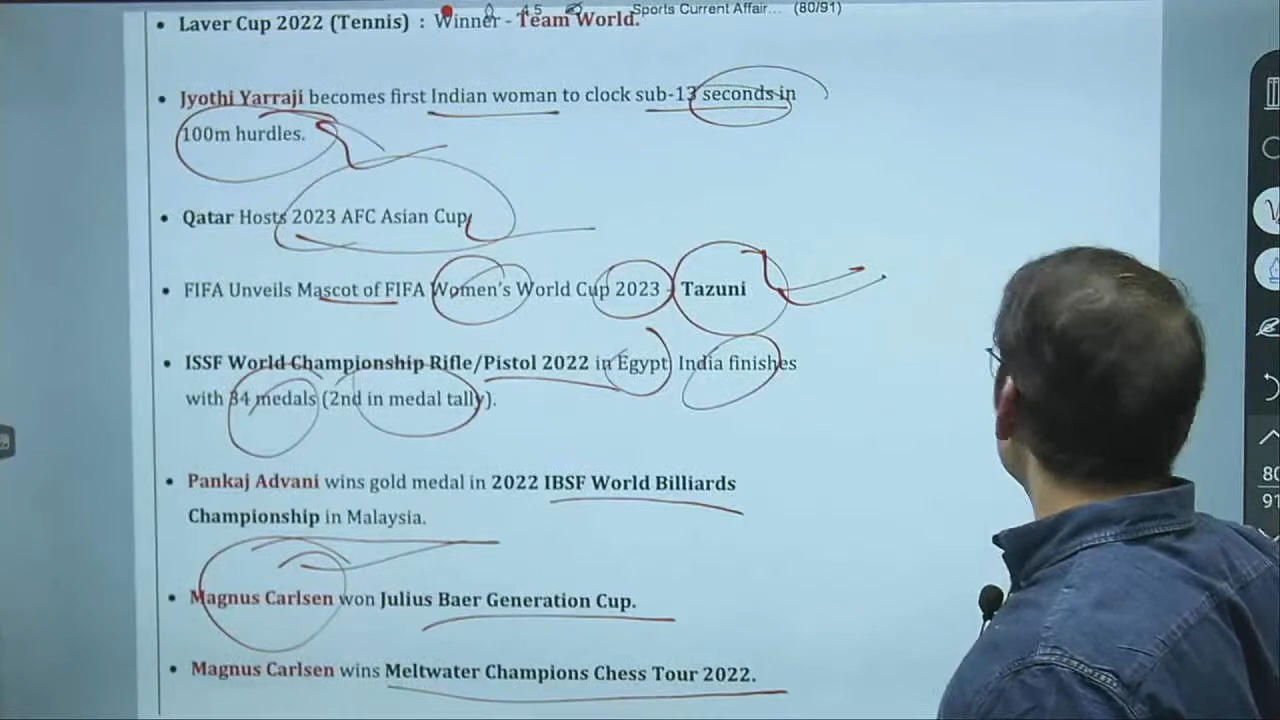 Sports Current Affair... (80/91)
• Laver Cup 2022 (Tennis) : Winner - Team World.
• Jyothi Yarraji becomes first Indian woman to clock sub-13 seconds in
100m hurdles.
• Qatar Hosts 2023 AFC Asian Cup
• FIFA Unveils Mascot of FIFA Women's World Cup 2023 Tazuni
• ISSF World Championship Rifle/Pistol 2022 in Egypt India finishes
with 34 medals (2nd in medal tally).
• Pankaj Advani wins gold medal in 2022 IBSF World Billiards
Championship in Malaysia.
• Magnus Carlsen won Julius Baer Generation Cup.
• Magnus Carlsen wins Meltwater Champions Chess Tour 2022.
80
91